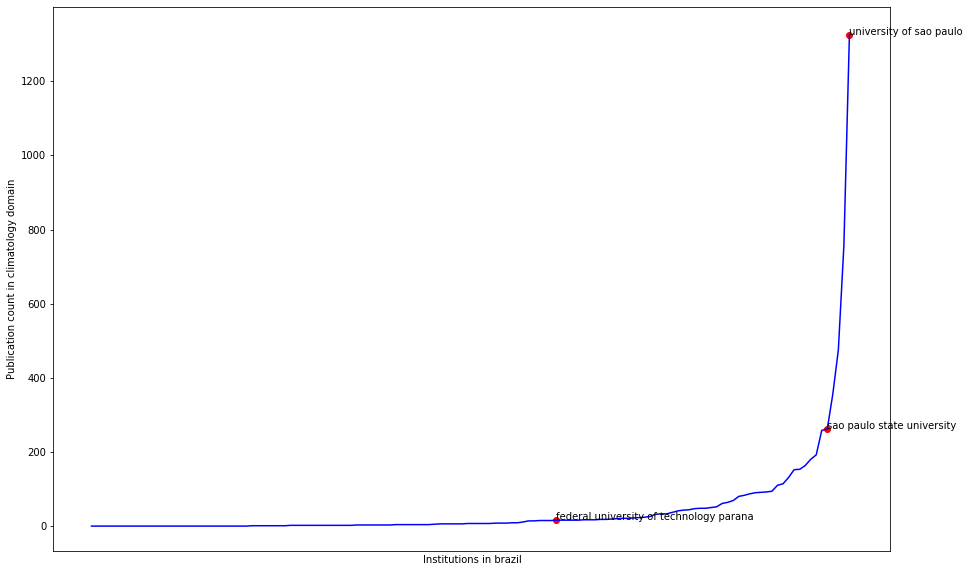 university of sao paulo
1200
1000
800
600
400
200
0
Publication count in climatology domain
sao paulo state university
federal university of technology parana
Institutions in brazil